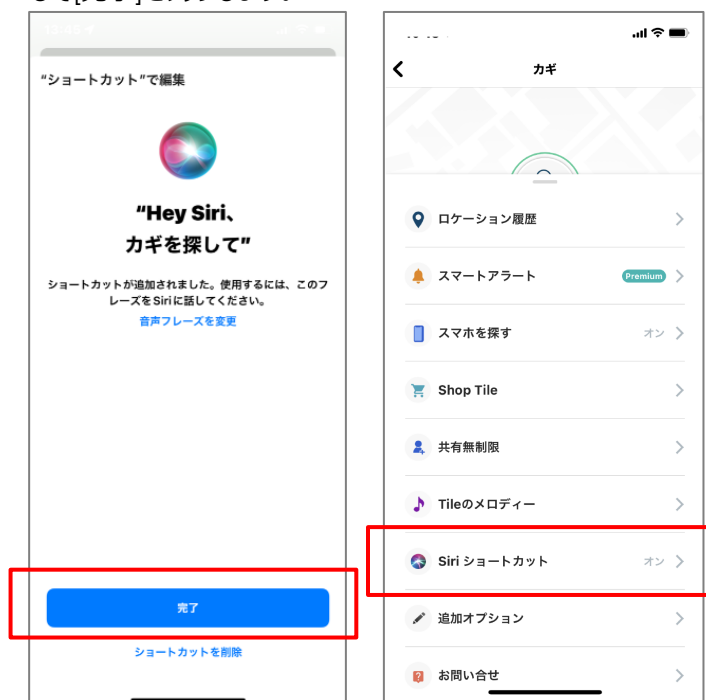 “ショートカット”で編集
“Hey Siri、
カギを探して”
ショートカットが追加されました。使用するには、このフ
レーズをSiriに話してください。
音声フレーズを変更
完了
ショートカットを削除
カギ
ロケーション履歴
スマートアラート Premium
スマホを探す オン
Shop Tile
共有無制限
Tileのメロディー
Siri ショートカット オン
追加オプション
お問い合せ